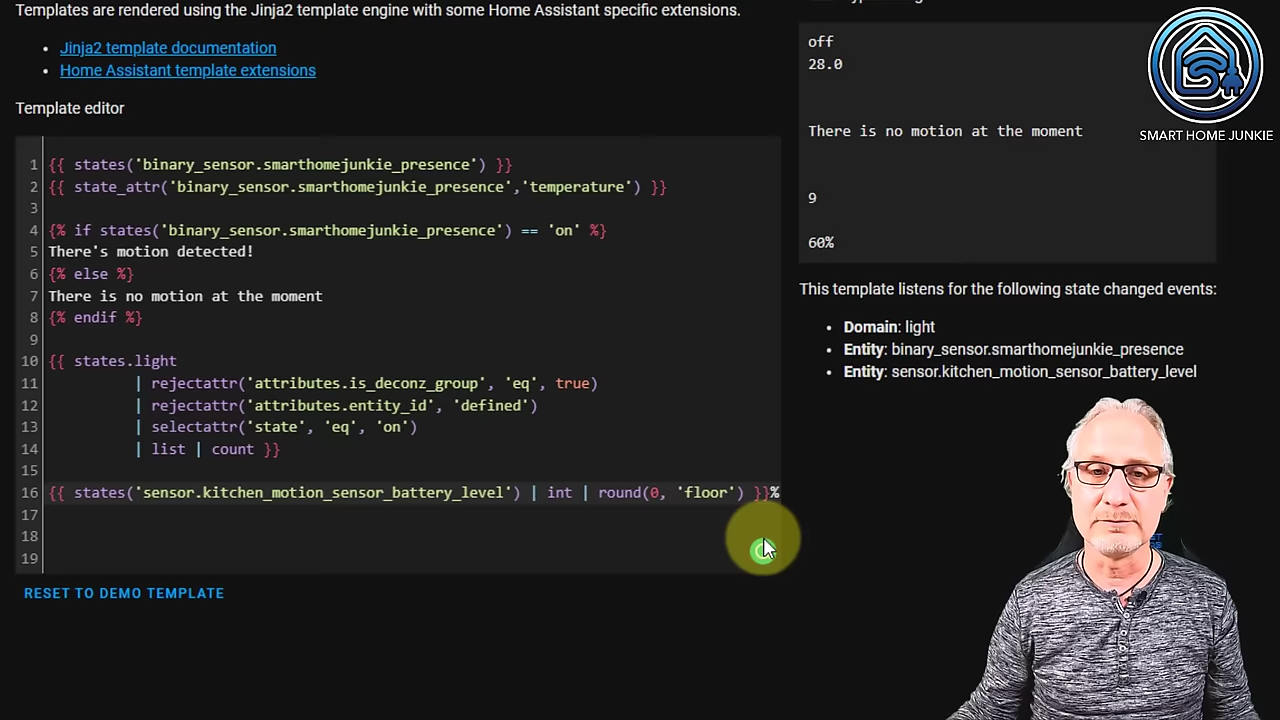 Templates are rendered using the Jinja2 template engine with some Home Assistant specific extensions.
Jinja2 template documentation
Home Assistant template extensions
Template editor
1 {{ states('binary_sensor.smarthomejunkie_presence') }}
2 {{ state_attr('binary_sensor.smarthomejunkie_presence','temperature') }}
3
4 {% if states('binary_sensor.smarthomejunkie_presence') == 'on' %}
5 There's motion detected!
6 {% else %}
7 There is no motion at the moment
8 {% endif %}
9
10 {{ states.light
11 | rejectattr('attributes.is_deconz_group', 'eq', true)
12 | rejectattr('attributes.entity_id', 'defined')
13 | selectattr('state', 'eq', 'on')
14 | list | count }}
15
16 {{ states('sensor.kitchen_motion_sensor_battery_level') | int | round(0, 'floor') }}%
17
18
19
RESET TO DEMO TEMPLATE
off
28.0
There is no motion at the moment
9
60%
This template listens for the following state changed events:
Domain: light
Entity: binary_sensor.smarthomejunkie_presence
Entity: sensor.kitchen_motion_sensor_battery_level
SMART HOME JUNKIE